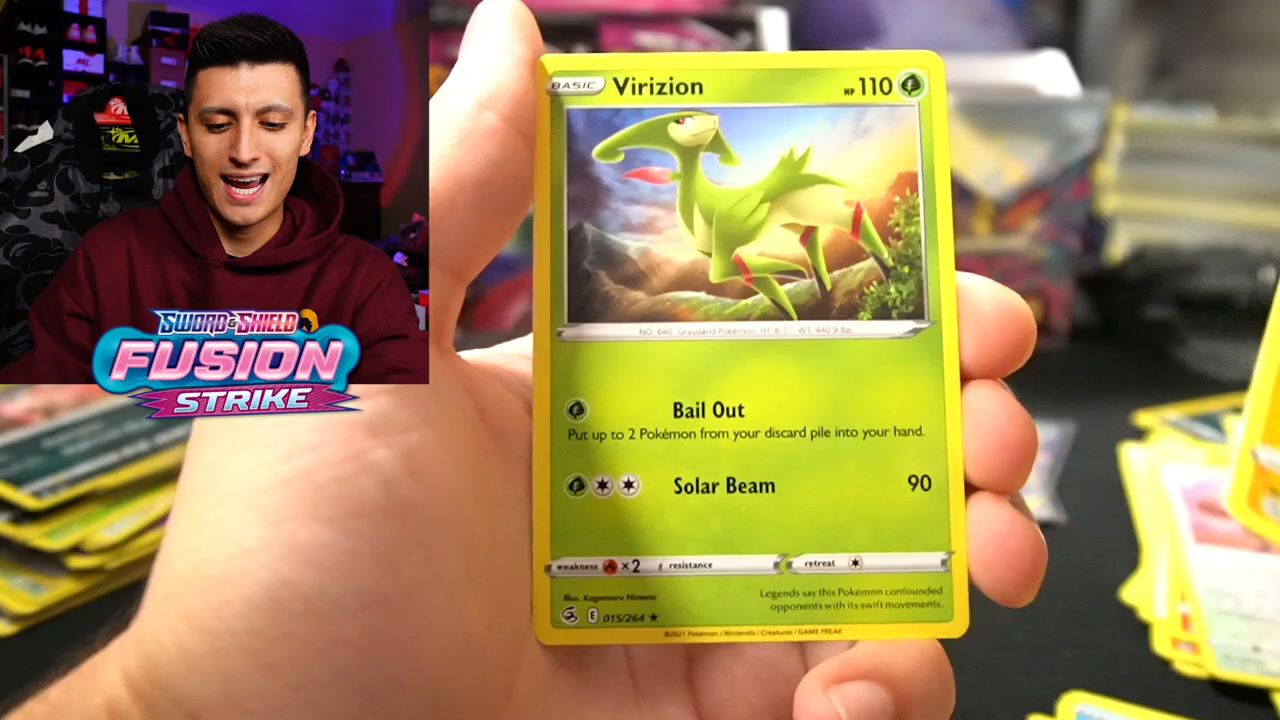 SWORD & SHIELD
FUSION
STRIKE
BASIC Virizion HP 110
NO. 640 Grassland Pokémon HT: 6'7" WT: 440.9 lbs.
Bail Out
Put up to 2 Pokémon from your discard pile into your hand.
Solar Beam 90
weakness ×2 resistance retreat
Illus. Kagemaru Himeno
Legends say this Pokémon confounded
opponents with its swift movements.
E 015/264 ★
©2021 Pokémon / Nintendo / Creatures / GAME FREAK